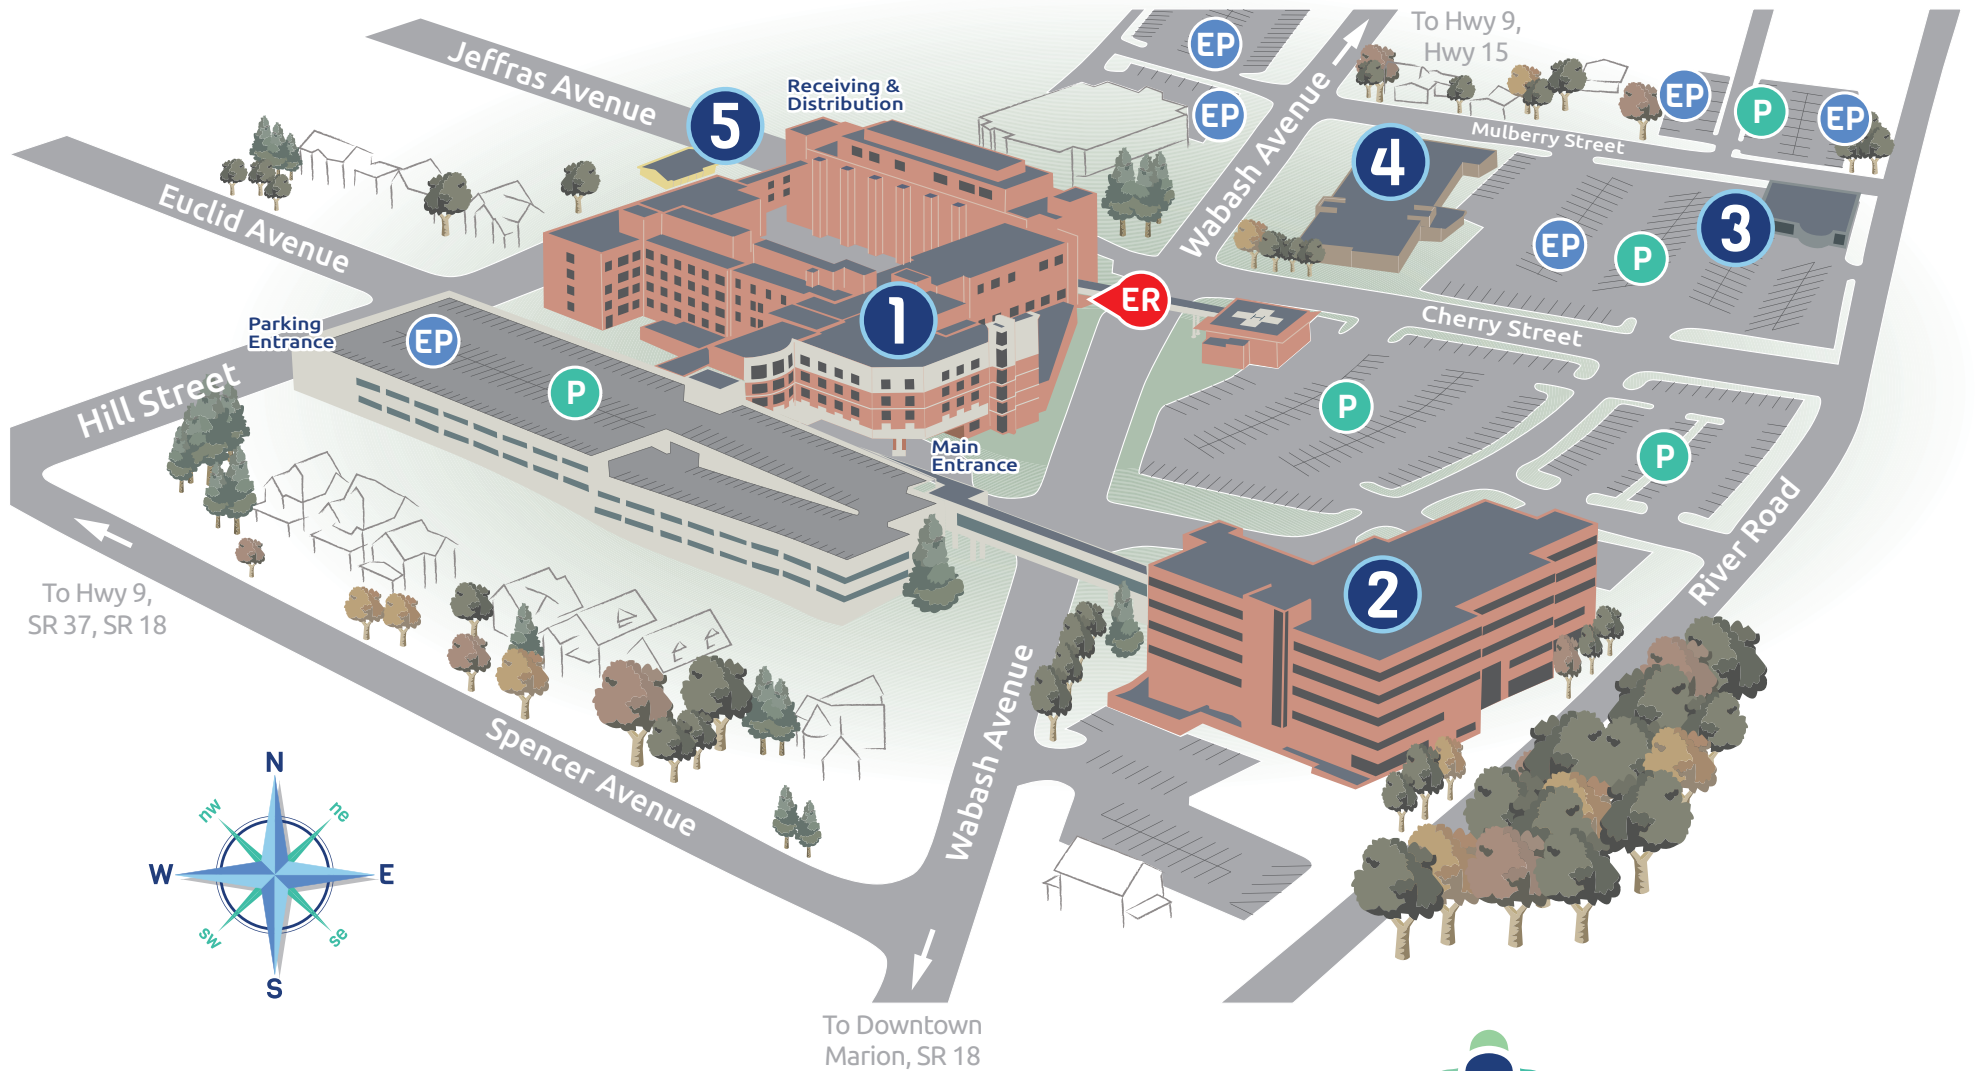 To Hwy 9,
Hwy 15
EP
Jeffras Avenue
Receiving &
Distribution
5
EP
EP
P
EP
Wabash Avenue
Mulberry Street
4
3
Euclid Avenue
EP
P
ER
1
Cherry Street
Parking
Entrance
EP
P
P
Hill Street
Main
Entrance
P
River Road
2
To Hwy 9,
SR 37, SR 18
Spencer Avenue
Wabash Avenue
N
nw
ne
W
E
sw
se
S
To Downtown
Marion, SR 18